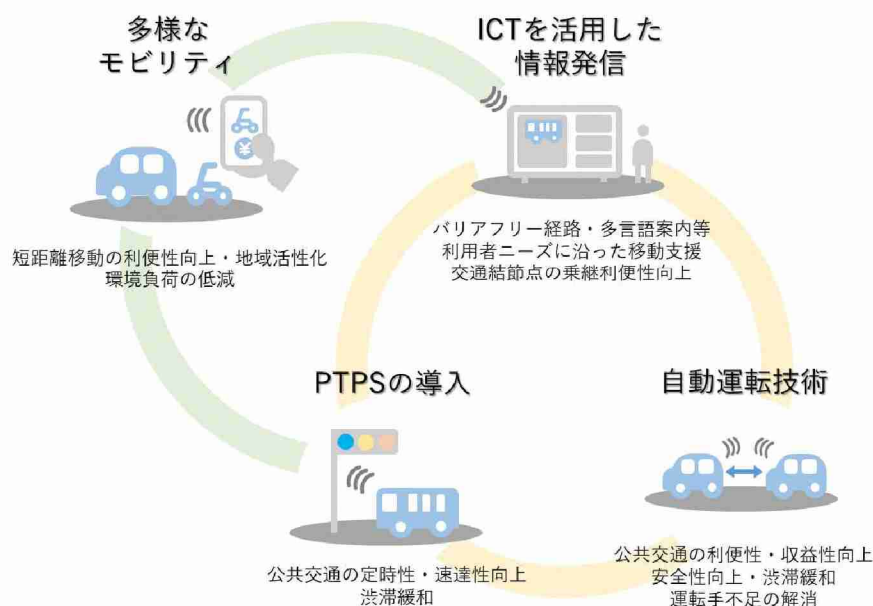 多様な
モビリティ
ICTを活用した
情報発信
¥
短距離移動の利便性向上・地域活性化
環境負荷の低減
バリアフリー経路・多言語案内等
利用者ニーズに沿った移動支援
交通結節点の乗継利便性向上
PTPSの導入
自動運転技術
公共交通の定時性・速達性向上
渋滞緩和
公共交通の利便性・収益性向上
安全性向上・渋滞緩和
運転手不足の解消